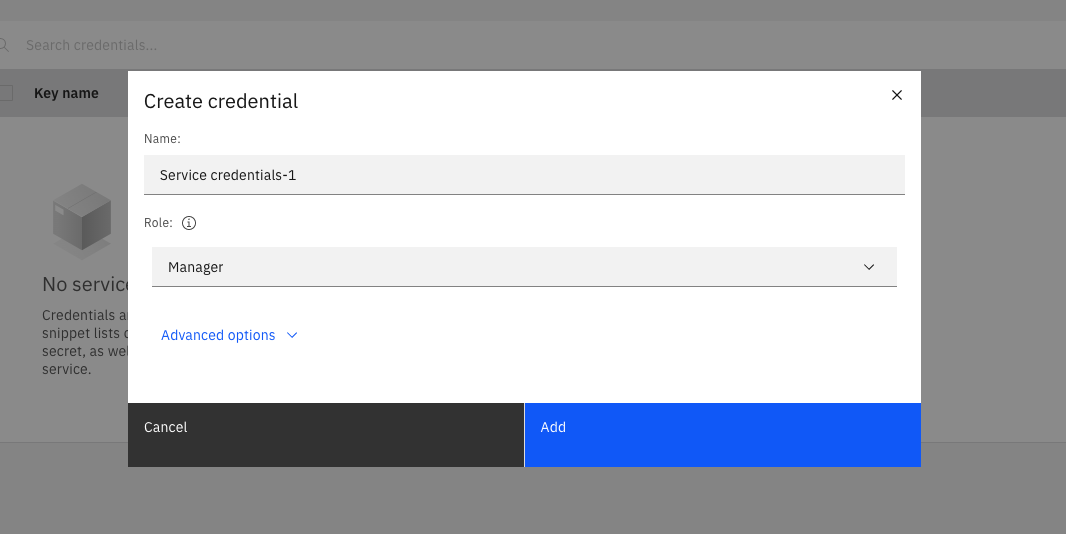 Search credentials...
Key name
Create credential
Name:
Service credentials-1
Role:
Manager
Advanced options
Cancel
Add
No service
Credentials
snippet lists
secret, as
service.